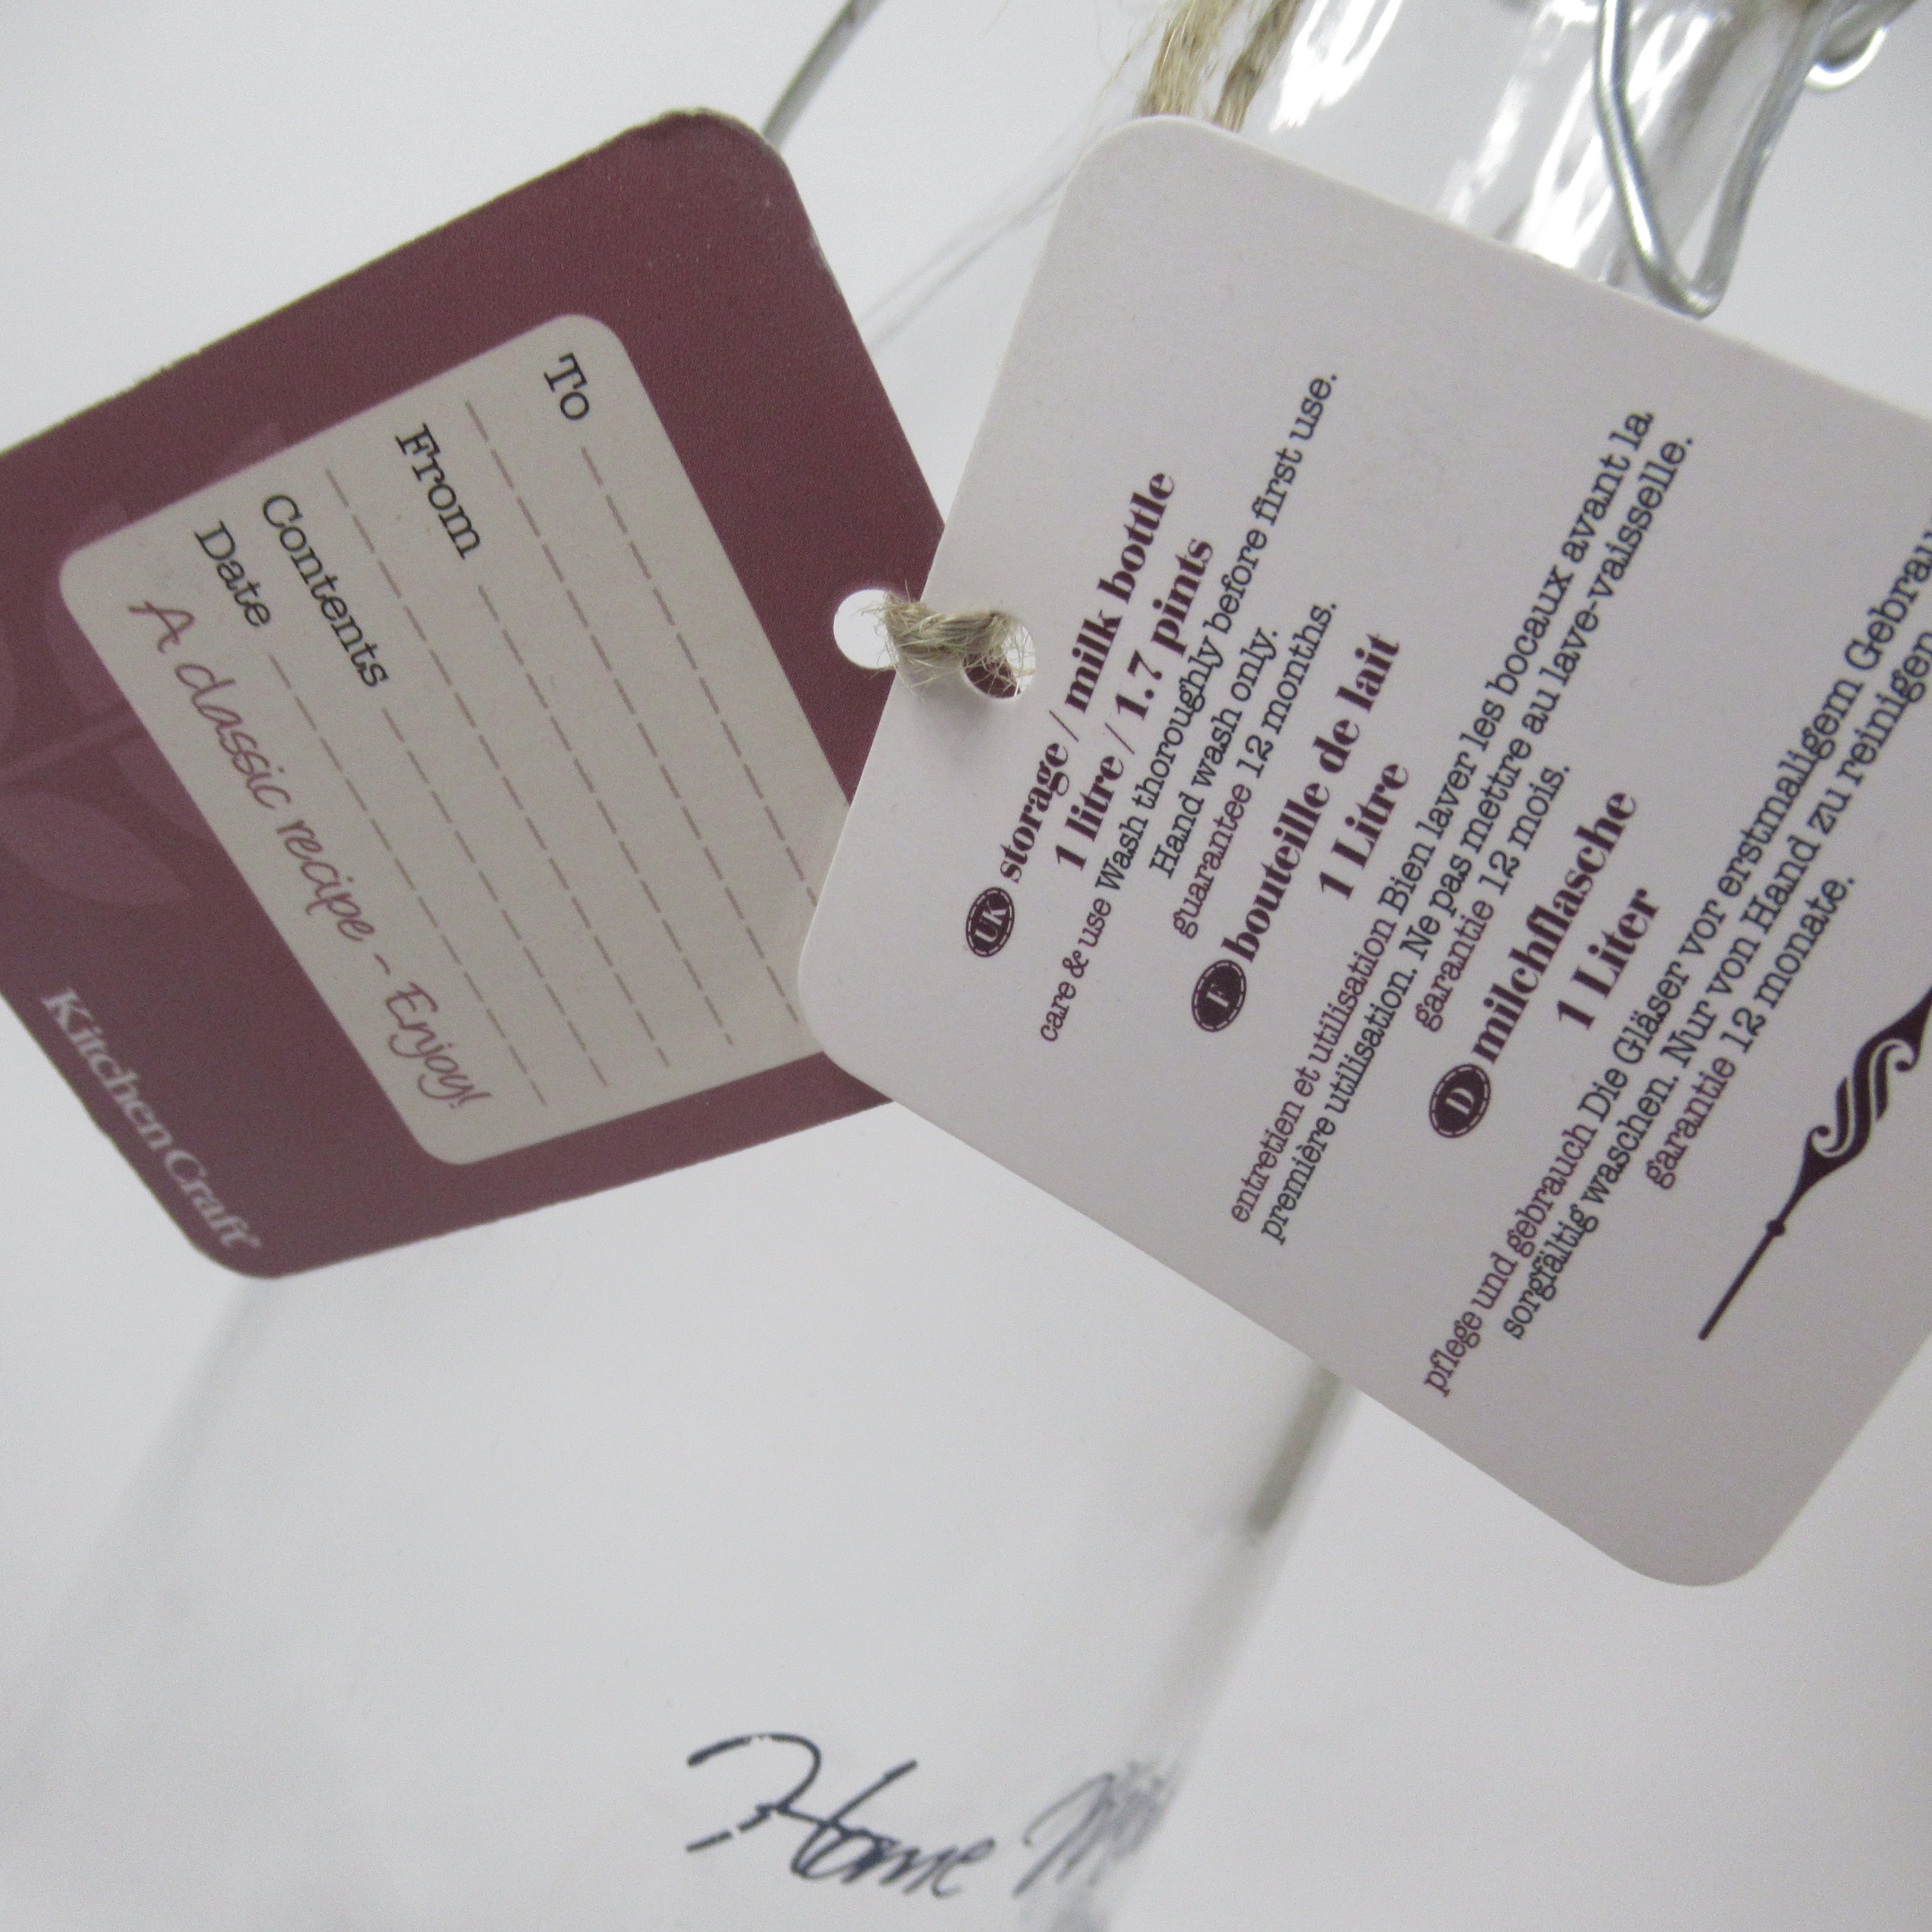 To
From
Contents
Date
A classic recipe - Enjoy!
KitchenCraft
UK storage / milk bottle
1 litre / 1.7 pints
care & use Wash thoroughly before first use.
Hand wash only.
guarantee 12 months.
F bouteille de lait
1 Litre
entretien et utilisation Bien laver les bocaux avant la
première utilisation. Ne pas mettre au lave-vaisselle.
garantie 12 mois.
D milchflasche
1 Liter
pflege und gebrauch Die Gläser vor erstmaligem
sorgfältig waschen. Nur von Hand zu reinigen
garantie 12 monate.
Home